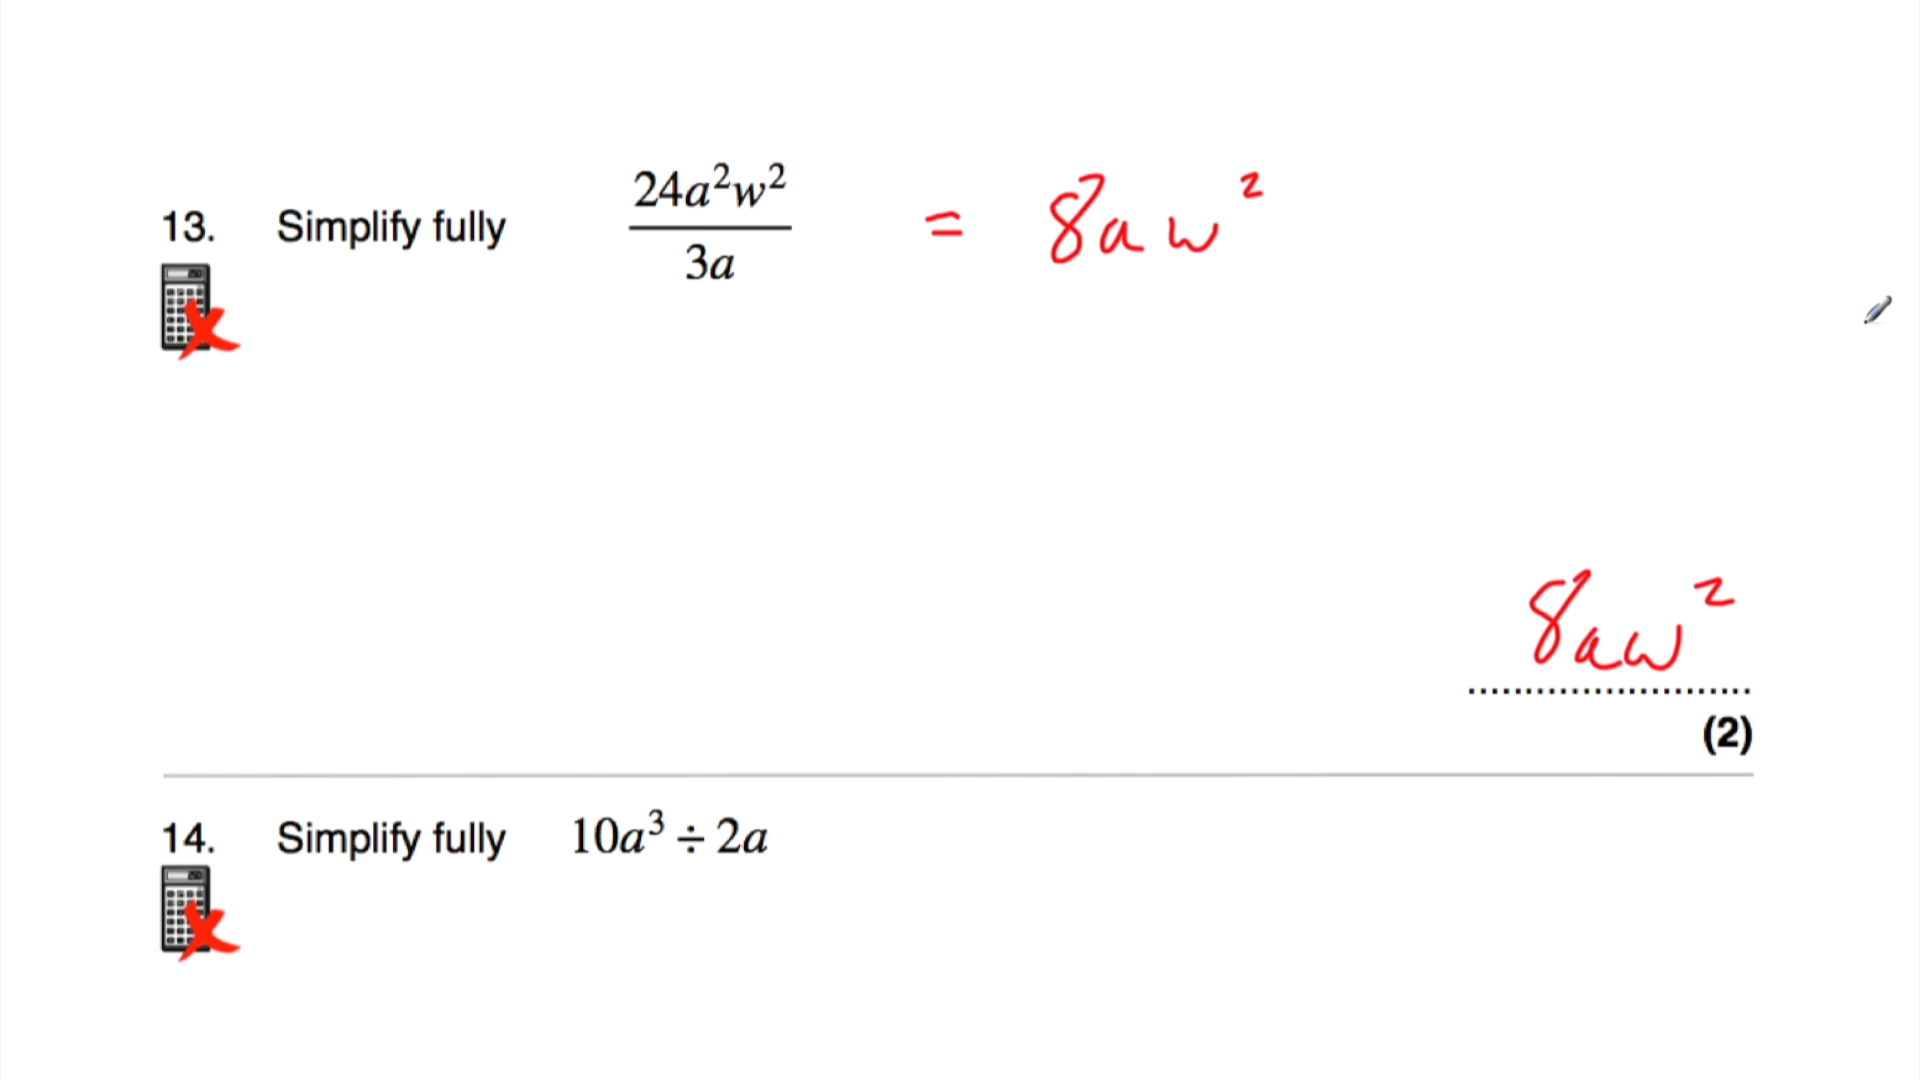 13. Simplify fully 24a²w² / 3a = 8aw²
8aw²
(2)
14. Simplify fully 10a³ ÷ 2a